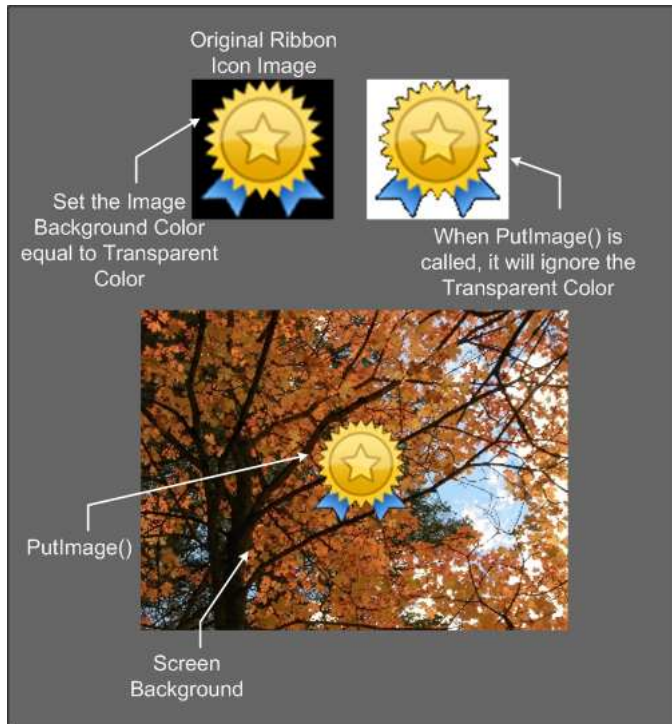 Original Ribbon
Icon Image
Set the Image
Background Color
equal to Transparent
Color
When PutImage() is
called, it will ignore the
Transparent Color
PutImage()
Screen
Background